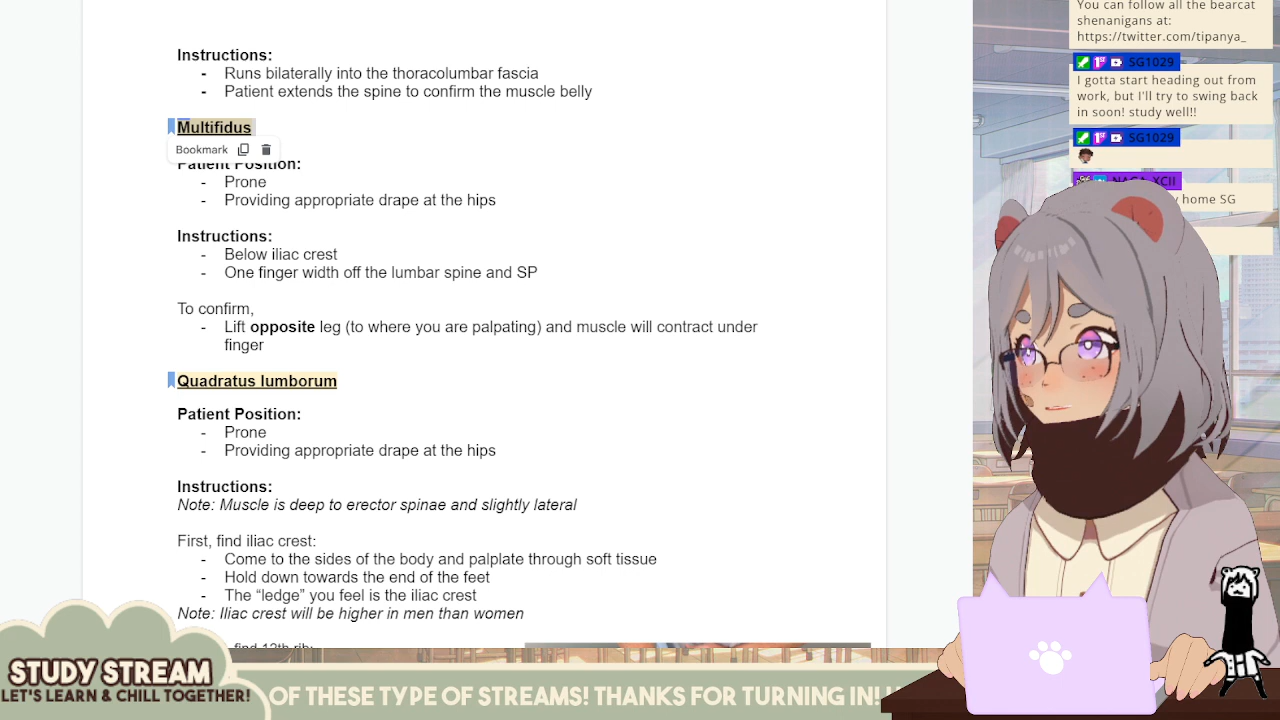 Instructions:
- Runs bilaterally into the thoracolumbar fascia
- Patient extends the spine to confirm the muscle belly
Multifidus
Bookmark
Patient Position:
- Prone
- Providing appropriate drape at the hips
Instructions:
- Below iliac crest
- One finger width off the lumbar spine and SP
To confirm,
- Lift opposite leg (to where you are palpating) and muscle will contract under
finger
Quadratus lumborum
Patient Position:
- Prone
- Providing appropriate drape at the hips
Instructions:
Note: Muscle is deep to erector spinae and slightly lateral
First, find iliac crest:
- Come to the sides of the body and palplate through soft tissue
- Hold down towards the end of the feet
- The “ledge” you feel is the iliac crest
Note: Iliac crest will be higher in men than women
find 12th rib:
You can follow all the bearcat
shenanigans at:
https://twitter.com/tipanya_
SG1029
I gotta start heading out from
work, but I'll try to swing back
in soon! study well!!
SG1029
NAGA_XCII
home SG
STUDY STREAM
LET'S LEARN & CHILL TOGETHER!
OF THESE TYPE OF STREAMS! THANKS FOR TURNING IN!